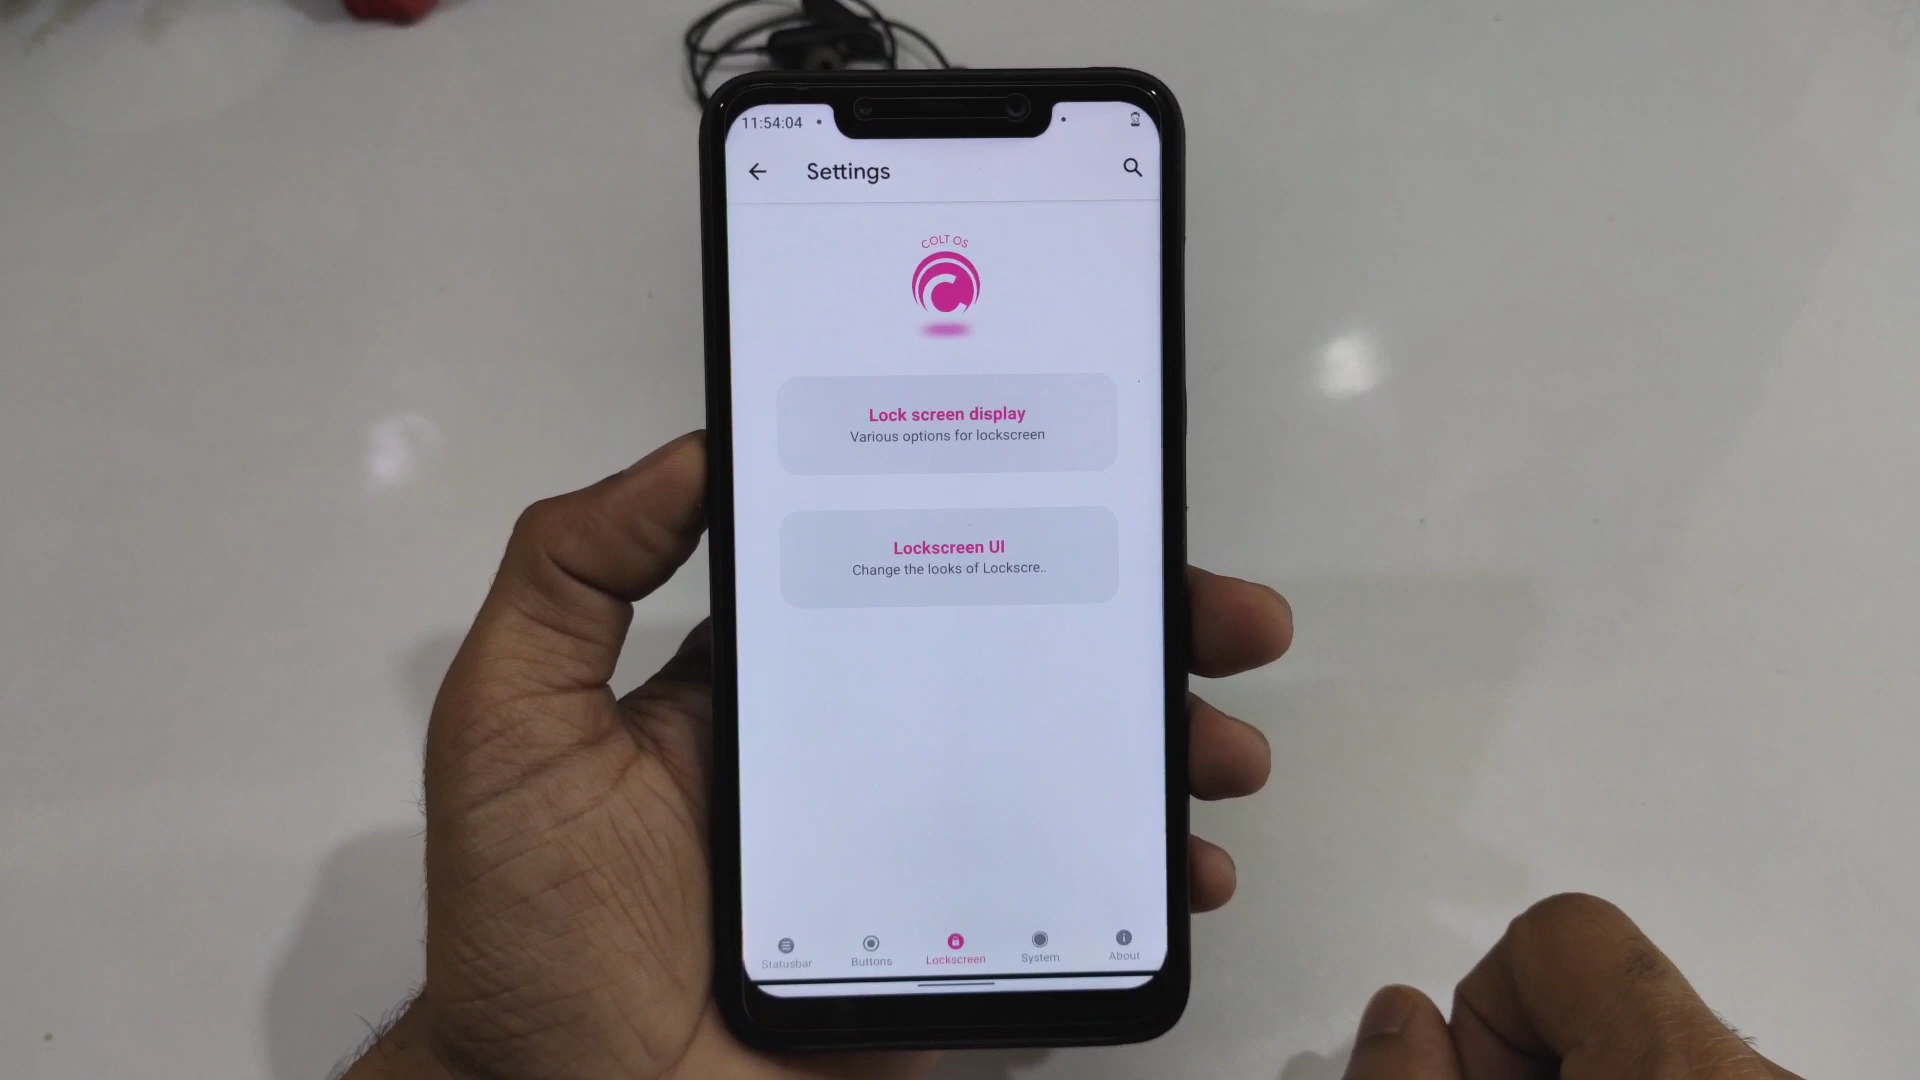 11:54:04
Settings
COLT OS
Lock screen display
Various options for lockscreen
Lockscreen UI
Change the looks of Lockscre..
Statusbar
Buttons
Lockscreen
System
About